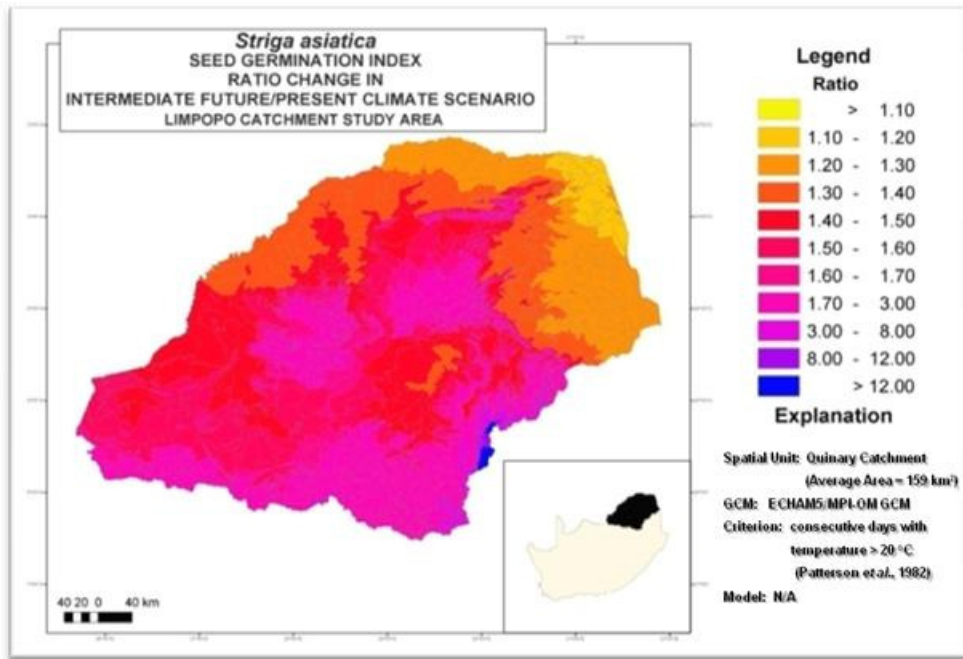 Striga asiatica
SEED GERMINATION INDEX
RATIO CHANGE IN
INTERMEDIATE FUTURE/PRESENT CLIMATE SCENARIO
LIMPOPO CATCHMENT STUDY AREA
Legend
Ratio
> 1.10
1.10 - 1.20
1.20 - 1.30
1.30 - 1.40
1.40 - 1.50
1.50 - 1.60
1.60 - 1.70
1.70 - 3.00
3.00 - 8.00
8.00 - 12.00
> 12.00
Explanation
Spatial Unit: Quinary Catchment
(Average Area = 159 km²)
GCM: ECHAM5/MPI-OM GCM
Criterion: consecutive days with
temperature > 20 °C
(Patterson et al., 1982)
Model: N/A
40 20 0 40 km